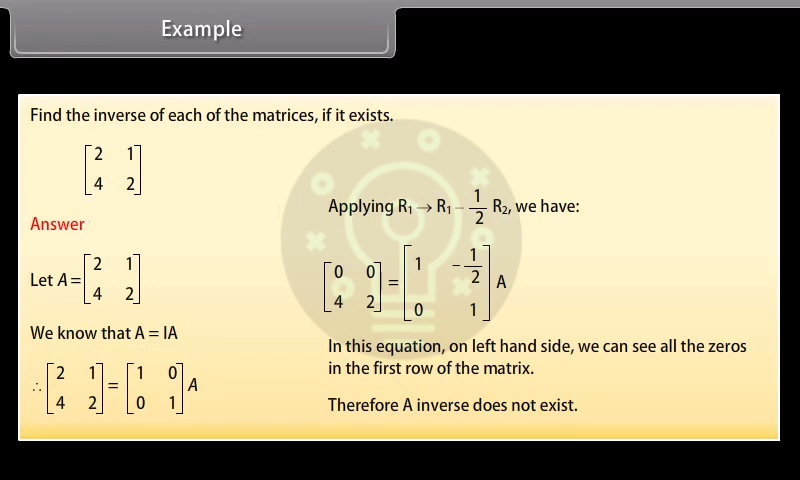 Example
Find the inverse of each of the matrices, if it exists.
[2 1
4 2]
Answer
Let A = [2 1
4 2]
We know that A = IA
∴ [2 1
4 2] = [1 0
0 1] A
Applying R₁ → R₁ – 1/2 R₂, we have:
[0 0
4 2] = [1 –1/2
0 1] A
In this equation, on left hand side, we can see all the zeros
in the first row of the matrix.
Therefore A inverse does not exist.